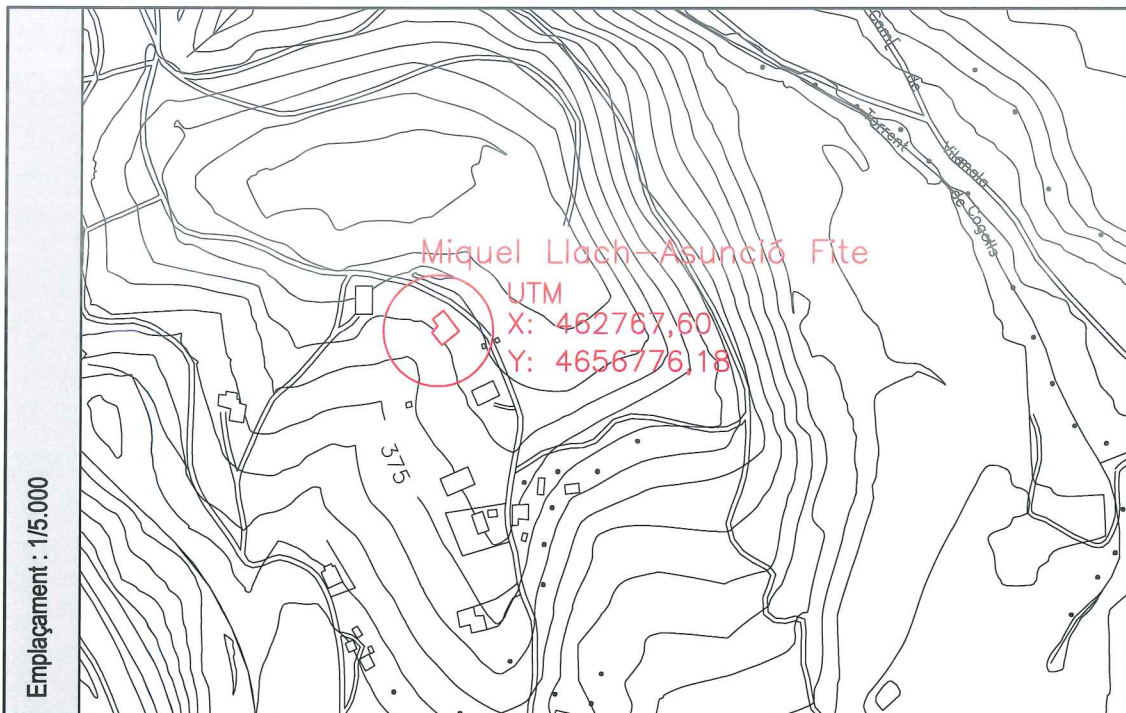 Emplaçament : 1/5.000
Camí de Vilamala
Torrent de Cogolls
Miquel Llach-Asunció Fite
UTM
X: 462767,60
Y: 4656776,18
375